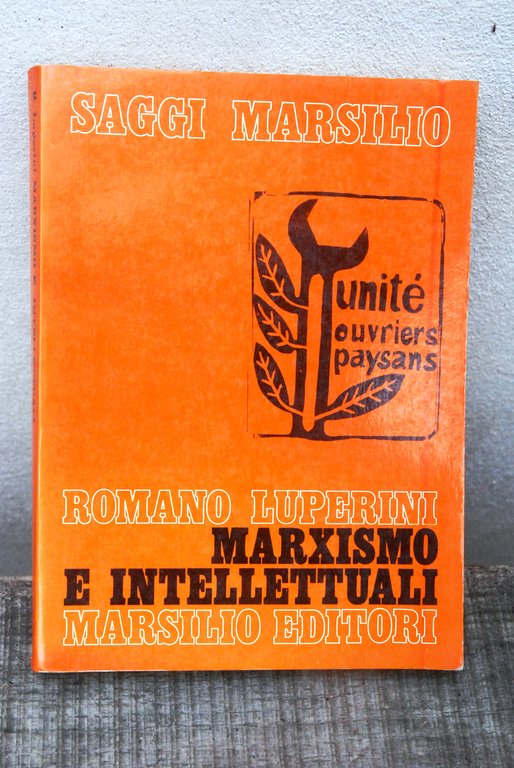 SAGGI MARSILIO
unité
ouvriers
paysans
ROMANO LUPERINI
MARXISMO
E INTELLETTUALI
MARSILIO EDITORI